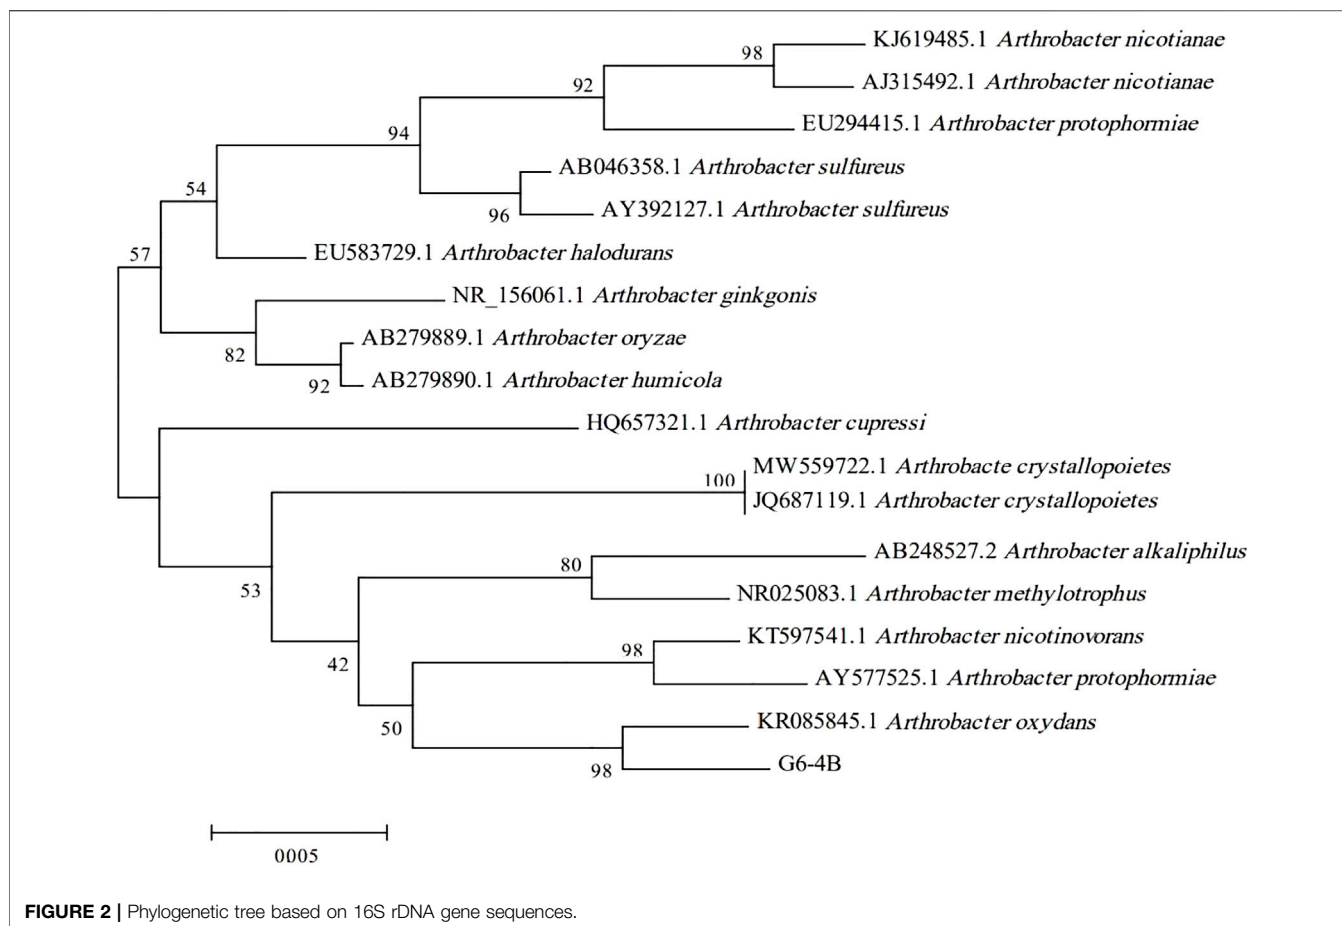 KJ619485.1 Arthrobacter nicotianae
98
AJ315492.1 Arthrobacter nicotianae
92
EU294415.1 Arthrobacter protophormiae
94
AB046358.1 Arthrobacter sulfureus
54
96
AY392127.1 Arthrobacter sulfureus
57
EU583729.1 Arthrobacter halodurans
NR_156061.1 Arthrobacter ginkgonis
AB279889.1 Arthrobacter oryzae
82
92
AB279890.1 Arthrobacter humicola
HQ657321.1 Arthrobacter cupressi
MW559722.1 Arthrobacte crystallopoietes
100
JQ687119.1 Arthrobacter crystallopoietes
AB248527.2 Arthrobacter alkaliphilus
80
53
NR025083.1 Arthrobacter methylotrophus
KT597541.1 Arthrobacter nicotinovorans
98
42
AY577525.1 Arthrobacter protophormiae
KR085845.1 Arthrobacter oxydans
50
98
G6-4B
0005
FIGURE 2 | Phylogenetic tree based on 16S rDNA gene sequences.